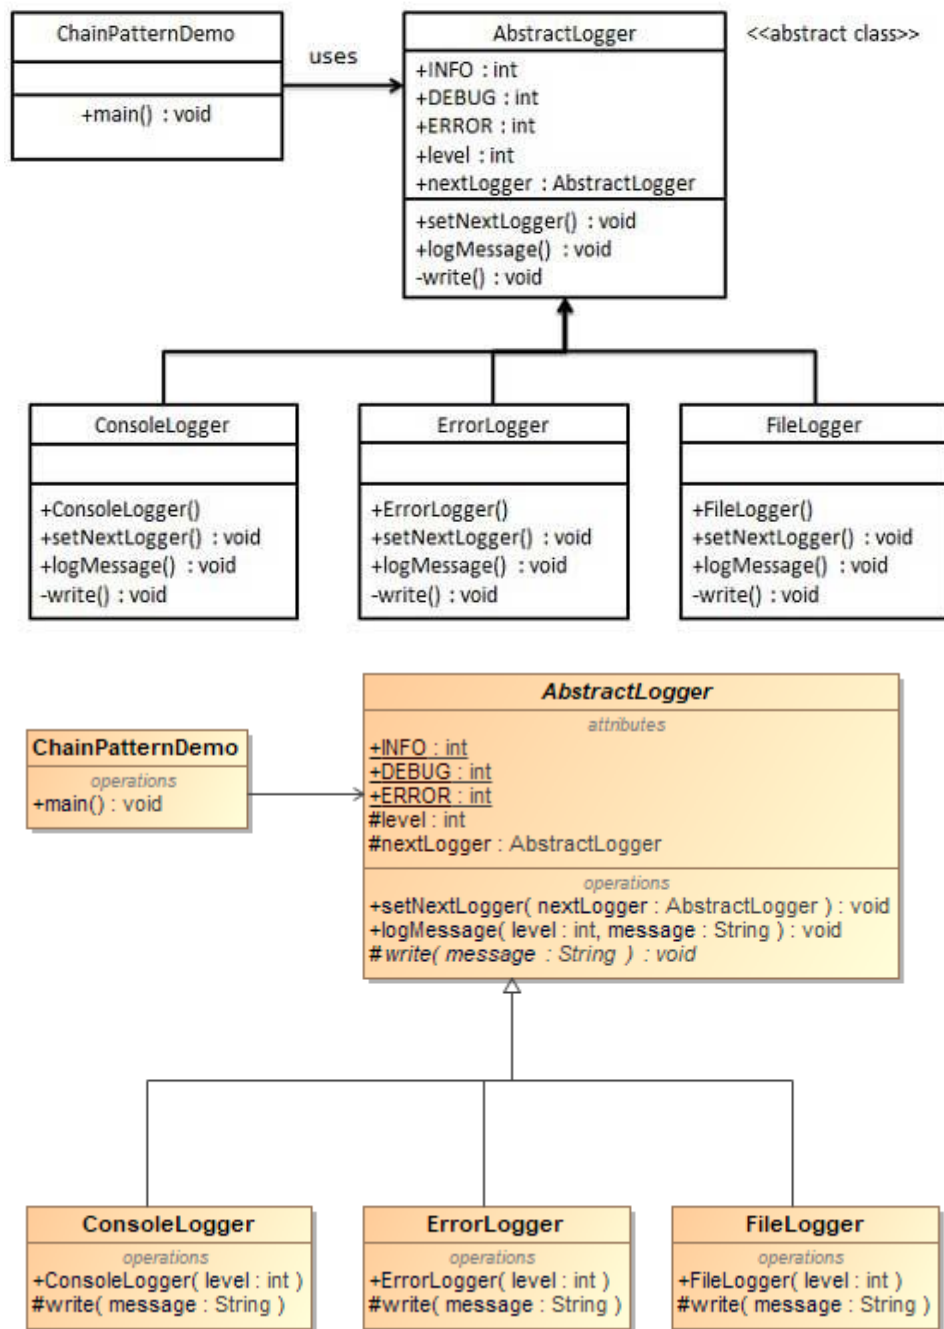 ChainPatternDemo
+main() : void
uses
AbstractLogger
<<abstract class>>
+INFO : int
+DEBUG : int
+ERROR : int
+level : int
+nextLogger : AbstractLogger
+setNextLogger() : void
+logMessage() : void
-write() : void
ConsoleLogger
+ConsoleLogger()
+setNextLogger() : void
+logMessage() : void
-write() : void
ErrorLogger
+ErrorLogger()
+setNextLogger() : void
+logMessage() : void
-write() : void
FileLogger
+FileLogger()
+setNextLogger() : void
+logMessage() : void
-write() : void
ChainPatternDemo
operations
+main() : void
AbstractLogger
attributes
+INFO : int
+DEBUG : int
+ERROR : int
#level : int
#nextLogger : AbstractLogger
operations
+setNextLogger( nextLogger : AbstractLogger ) : void
+logMessage( level : int, message : String ) : void
#write( message : String ) : void
ConsoleLogger
operations
+ConsoleLogger( level : int )
#write( message : String )
ErrorLogger
operations
+ErrorLogger( level : int )
#write( message : String )
FileLogger
operations
+FileLogger( level : int )
#write( message : String )